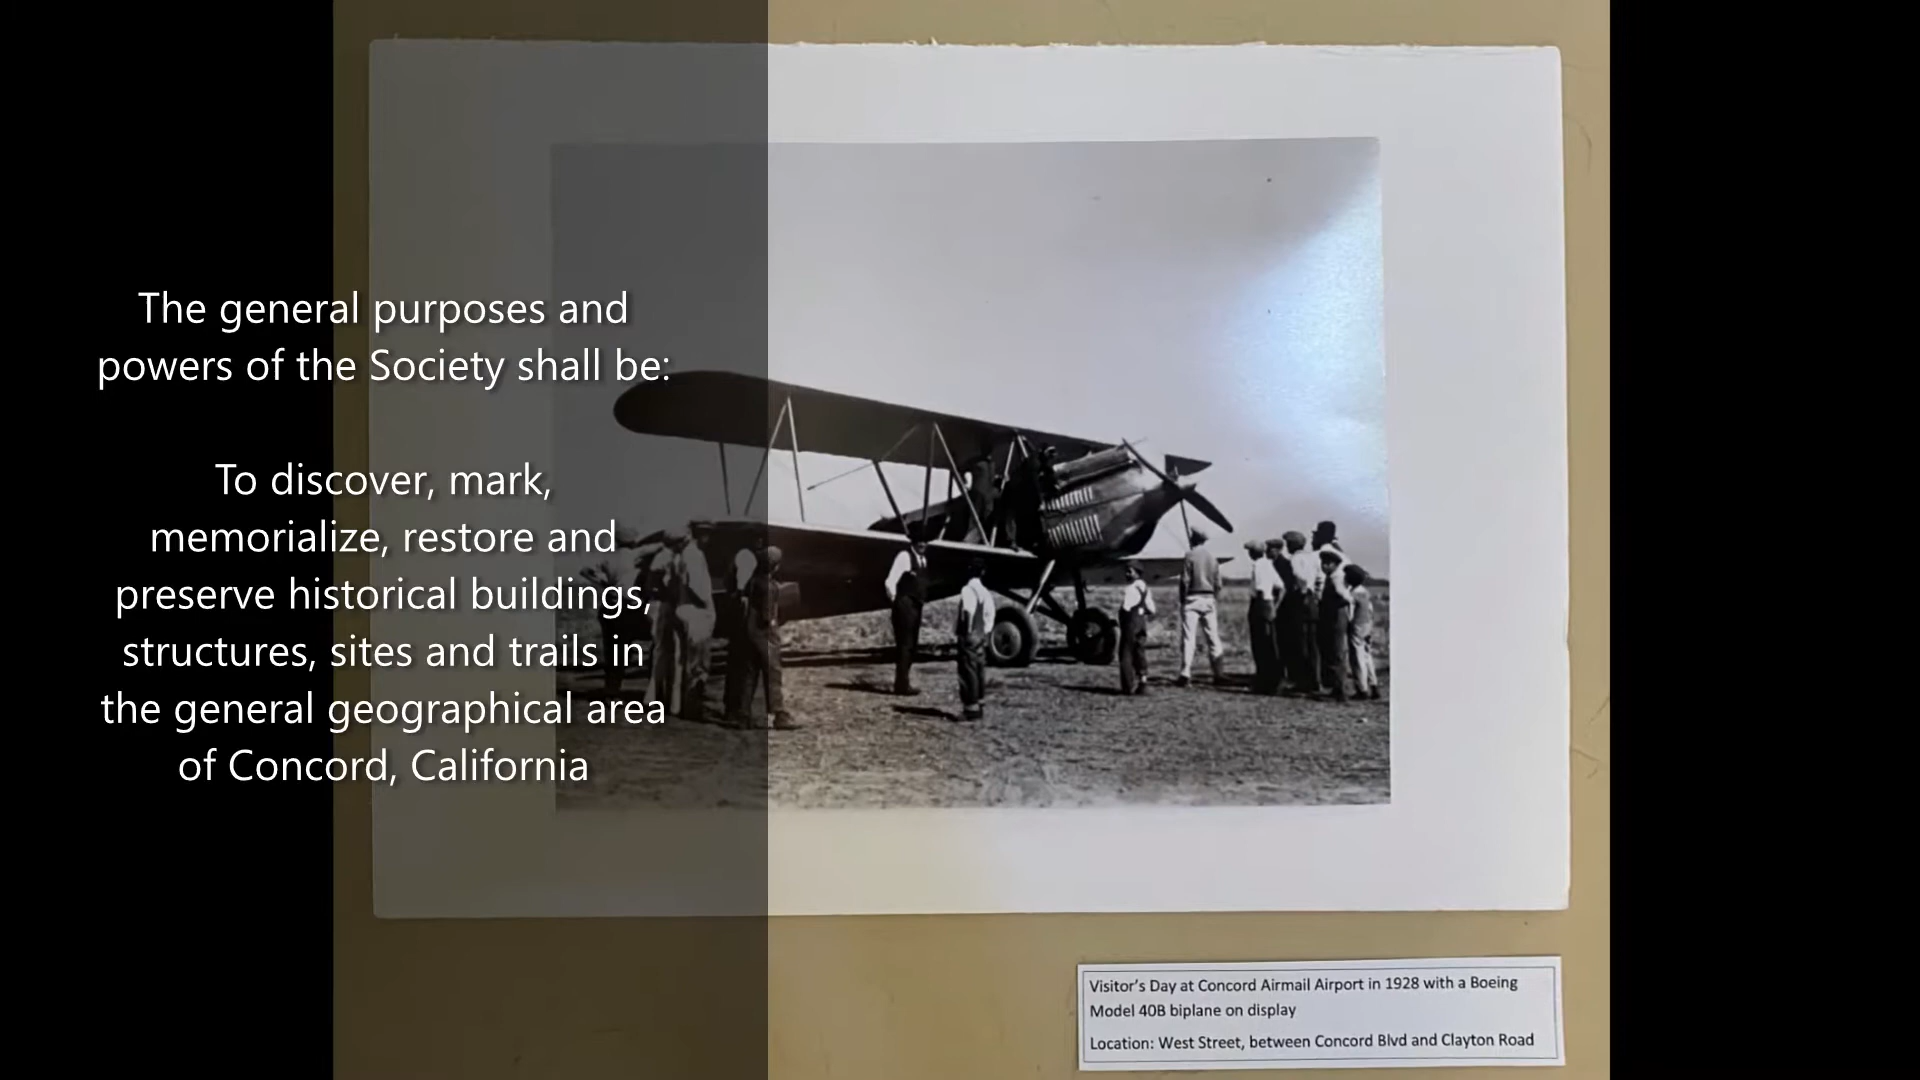 The general purposes and
powers of the Society shall be:
To discover, mark,
memorialize, restore and
preserve historical buildings,
structures, sites and trails in
the general geographical area
of Concord, California
Visitor's Day at Concord Airmail Airport in 1928 with a Boeing
Model 40B biplane on display
Location: West Street, between Concord Blvd and Clayton Road